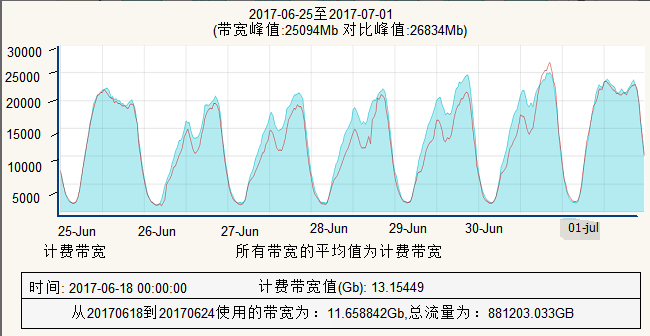 2017-06-25至2017-07-01
(带宽峰值:25094Mb 对比峰值:26834Mb)
30000
25000
20000
15000
10000
5000
25-Jun 26-Jun 27-Jun 28-Jun 29-Jun 30-Jun 01-jul
计费带宽 所有带宽的平均值为计费带宽
时间: 2017-06-18 00:00:00 计费带宽值(Gb): 13.15449
从20170618到20170624使用的带宽为：11.658842Gb,总流量为：881203.033GB